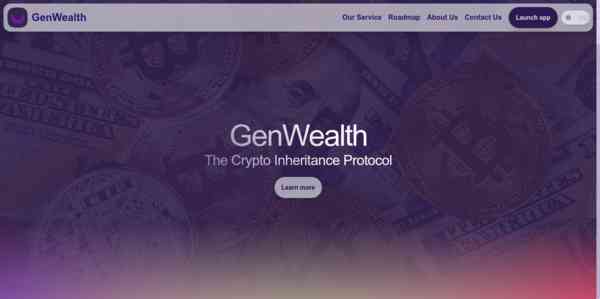 GenWealth
Our Service Roadmap About Us Contact Us Launch app
GenWealth
The Crypto Inheritance Protocol
Learn more